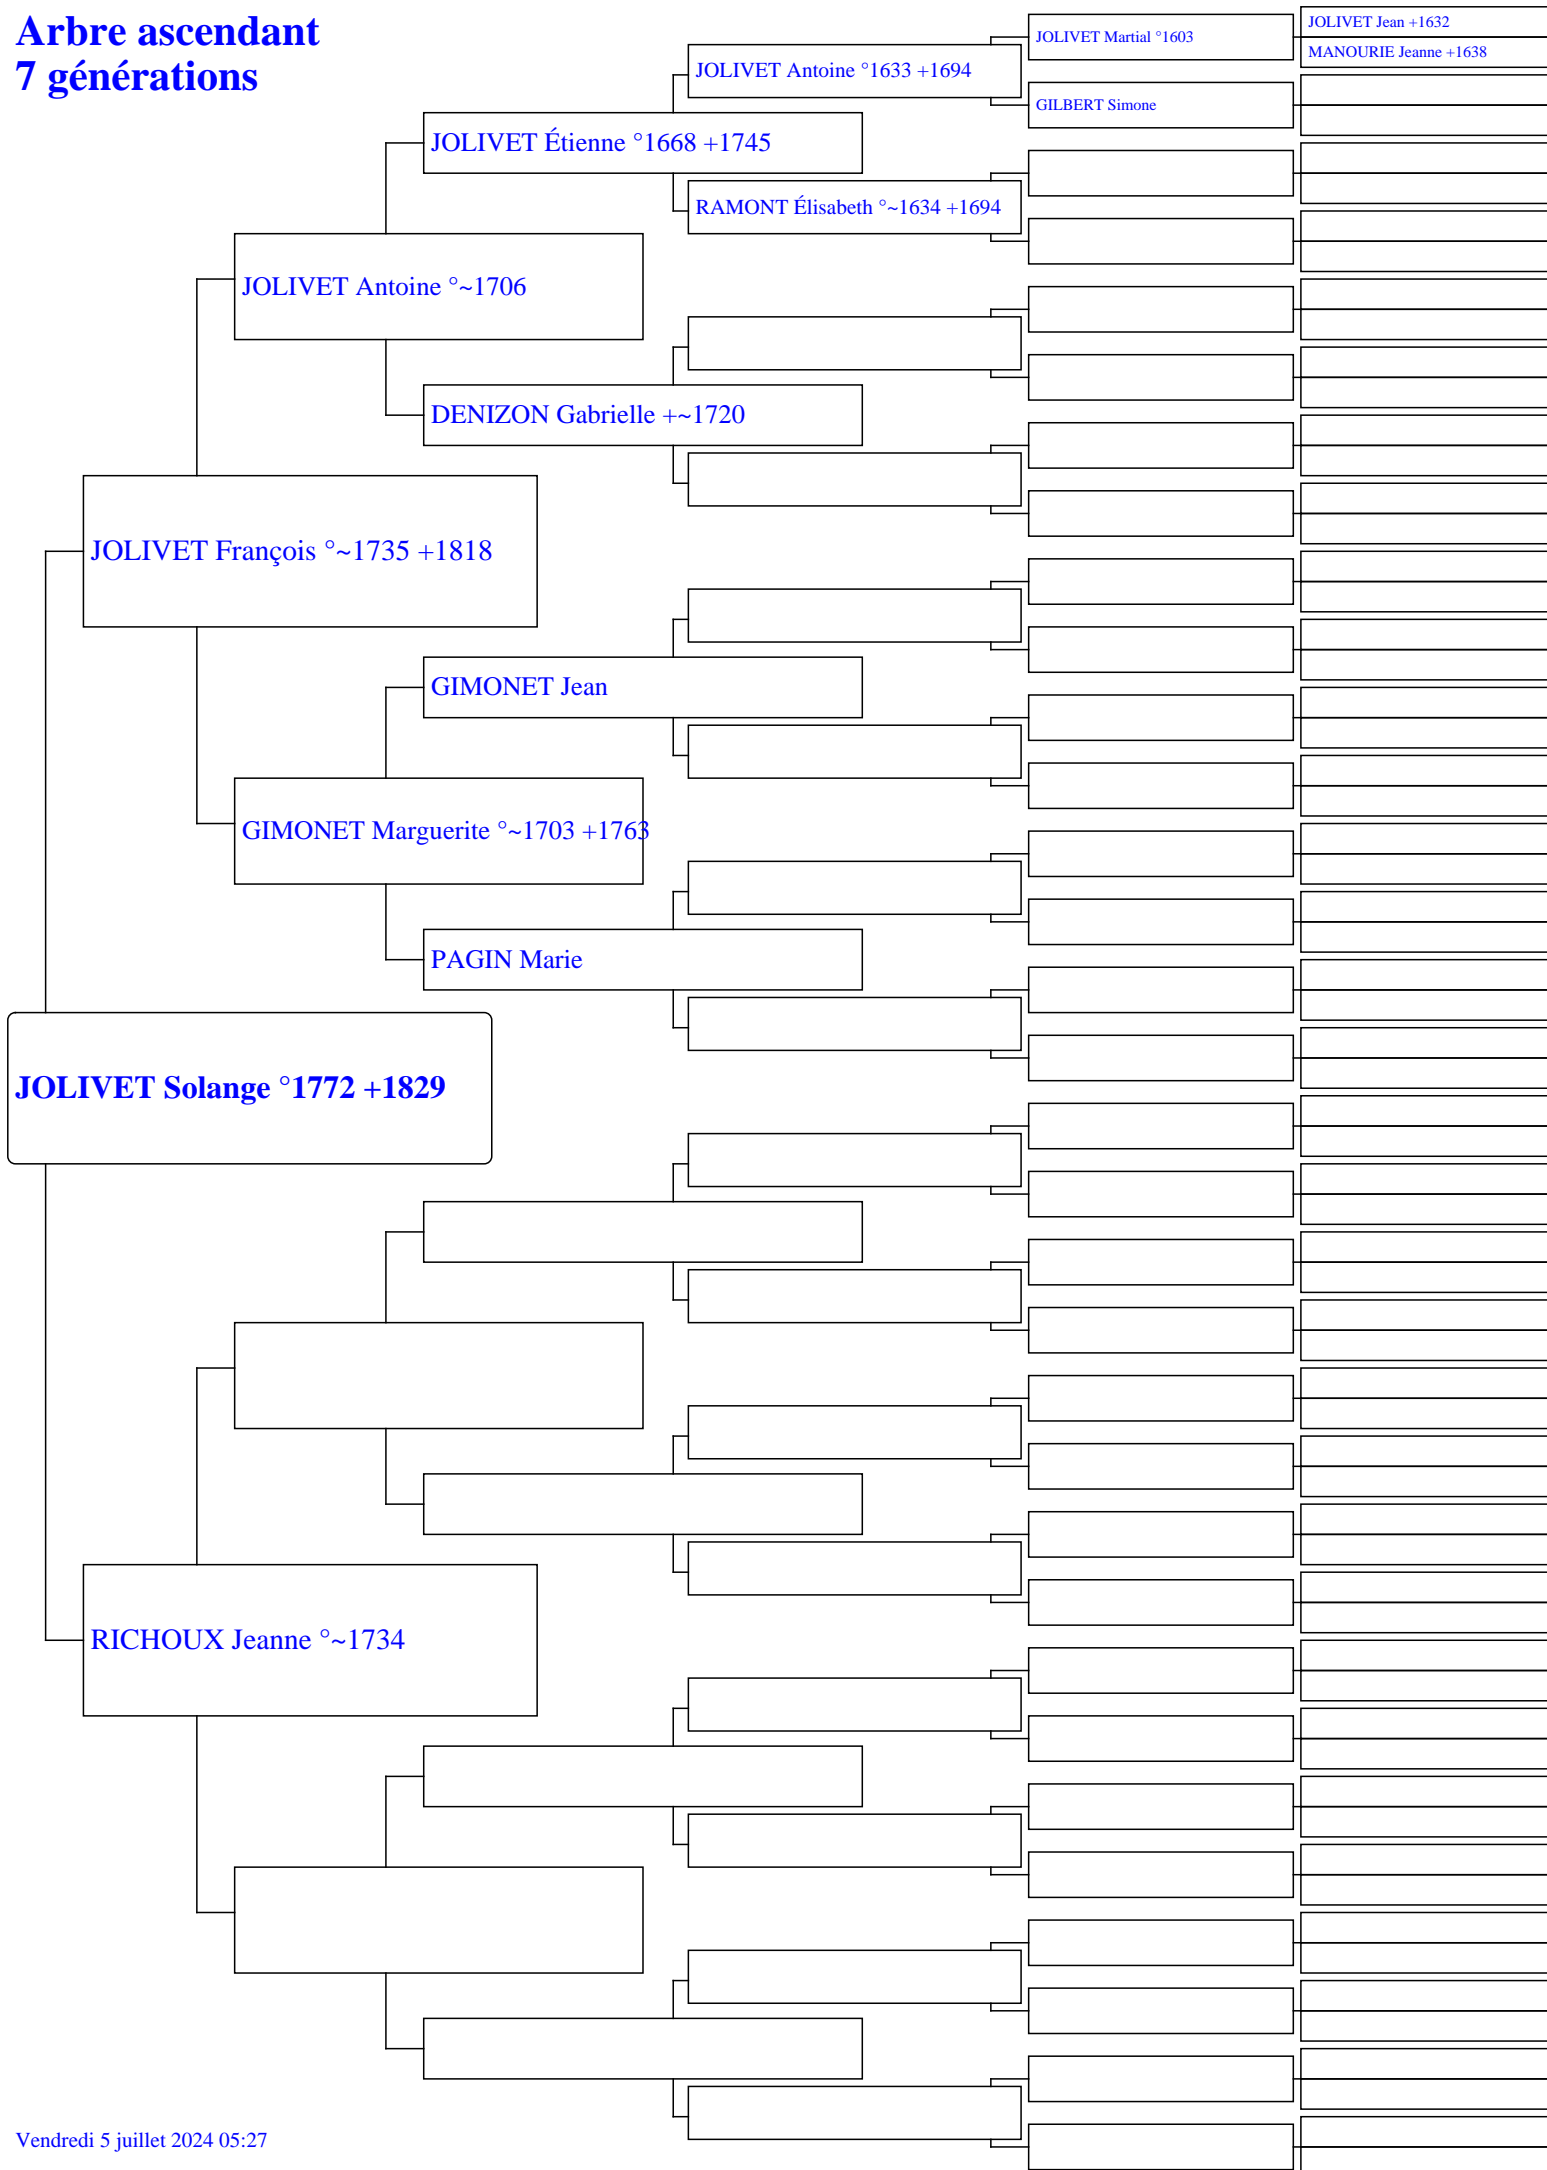 Arbre ascendant
7 générations
JOLIVET Jean +1632
JOLIVET Martial °1603
MANOURIE Jeanne +1638
JOLIVET Antoine °1633 +1694
GILBERT Simone
JOLIVET Étienne °1668 +1745
RAMONT Élisabeth °~1634 +1694
JOLIVET Antoine °~1706
DENIZON Gabrielle +~1720
JOLIVET François °~1735 +1818
GIMONET Jean
GIMONET Marguerite °~1703 +1763
PAGIN Marie
JOLIVET Solange °1772 +1829
RICHOUX Jeanne °~1734
Vendredi 5 juillet 2024 05:27